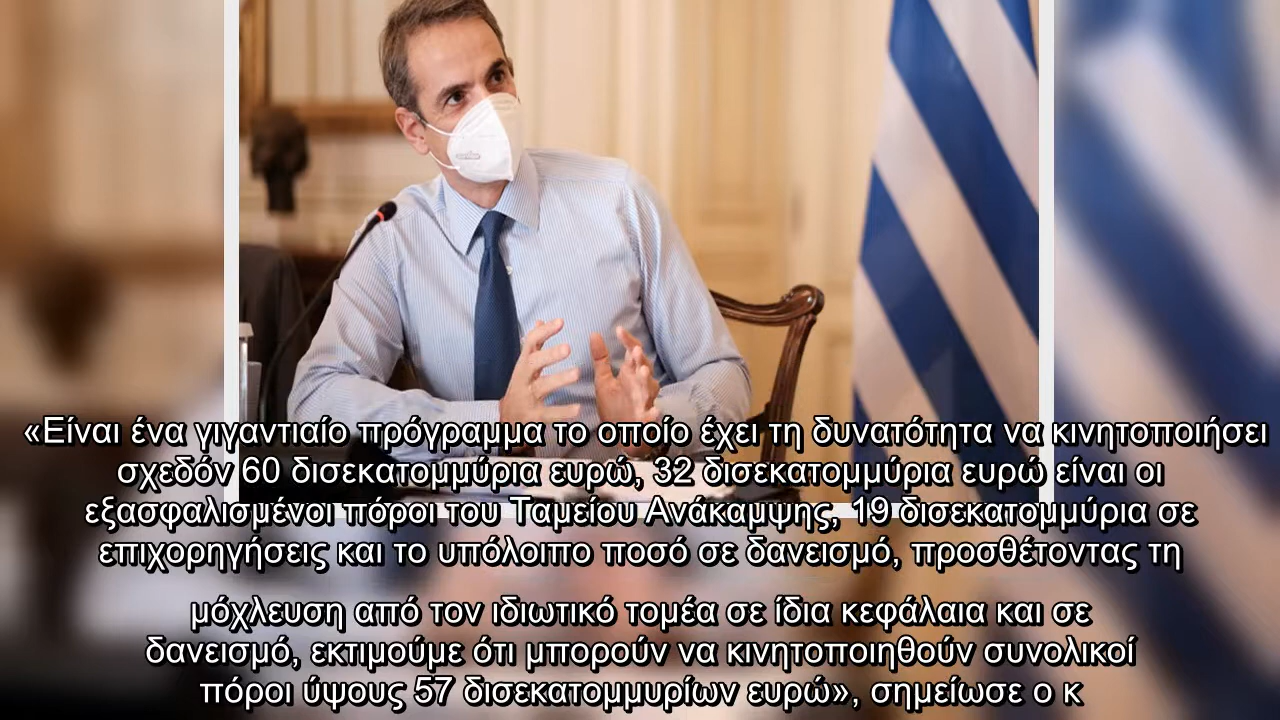 «Είναι ένα γιγαντιαίο πρόγραμμα το οποίο έχει τη δυνατότητα να κινητοποιήσει
σχεδόν 60 δισεκατομμύρια ευρώ, 32 δισεκατομμύρια ευρώ είναι οι
εξασφαλισμένοι πόροι του Ταμείου Ανάκαμψης, 19 δισεκατομμύρια σε
επιχορηγήσεις και το υπόλοιπο ποσό σε δανεισμό, προσθέτοντας τη
μόχλευση από τον ιδιωτικό τομέα σε ίδια κεφάλαια και σε
δανεισμό, εκτιμούμε ότι μπορούν να κινητοποιηθούν συνολικοί
πόροι ύψους 57 δισεκατομμυρίων ευρώ», σημείωσε ο κ